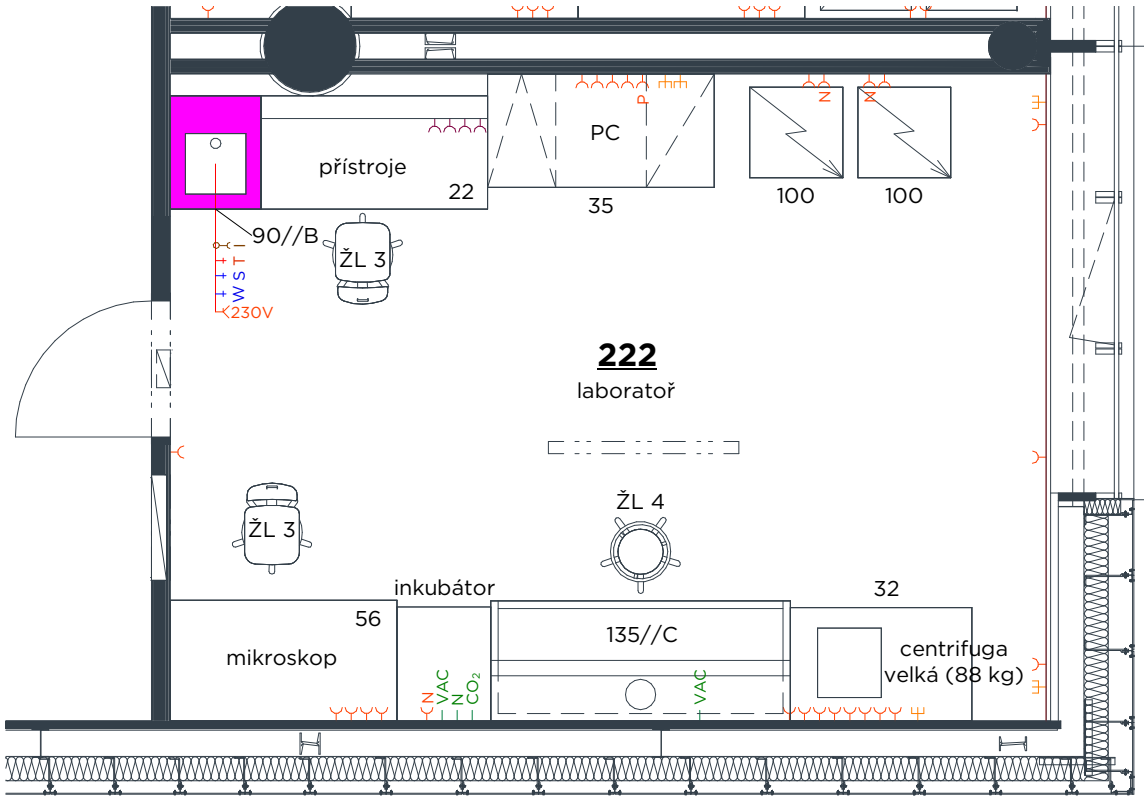 N
N
P
PC
přístroje
22
35
100
100
90//B
I
T
S
W
230V
ŽL 3
222
laboratoř
ŽL 4
ŽL 3
inkubátor
32
56
135//C
mikroskop
centrifuga
velká (88 kg)
N
VAC
N
CO₂
VAC